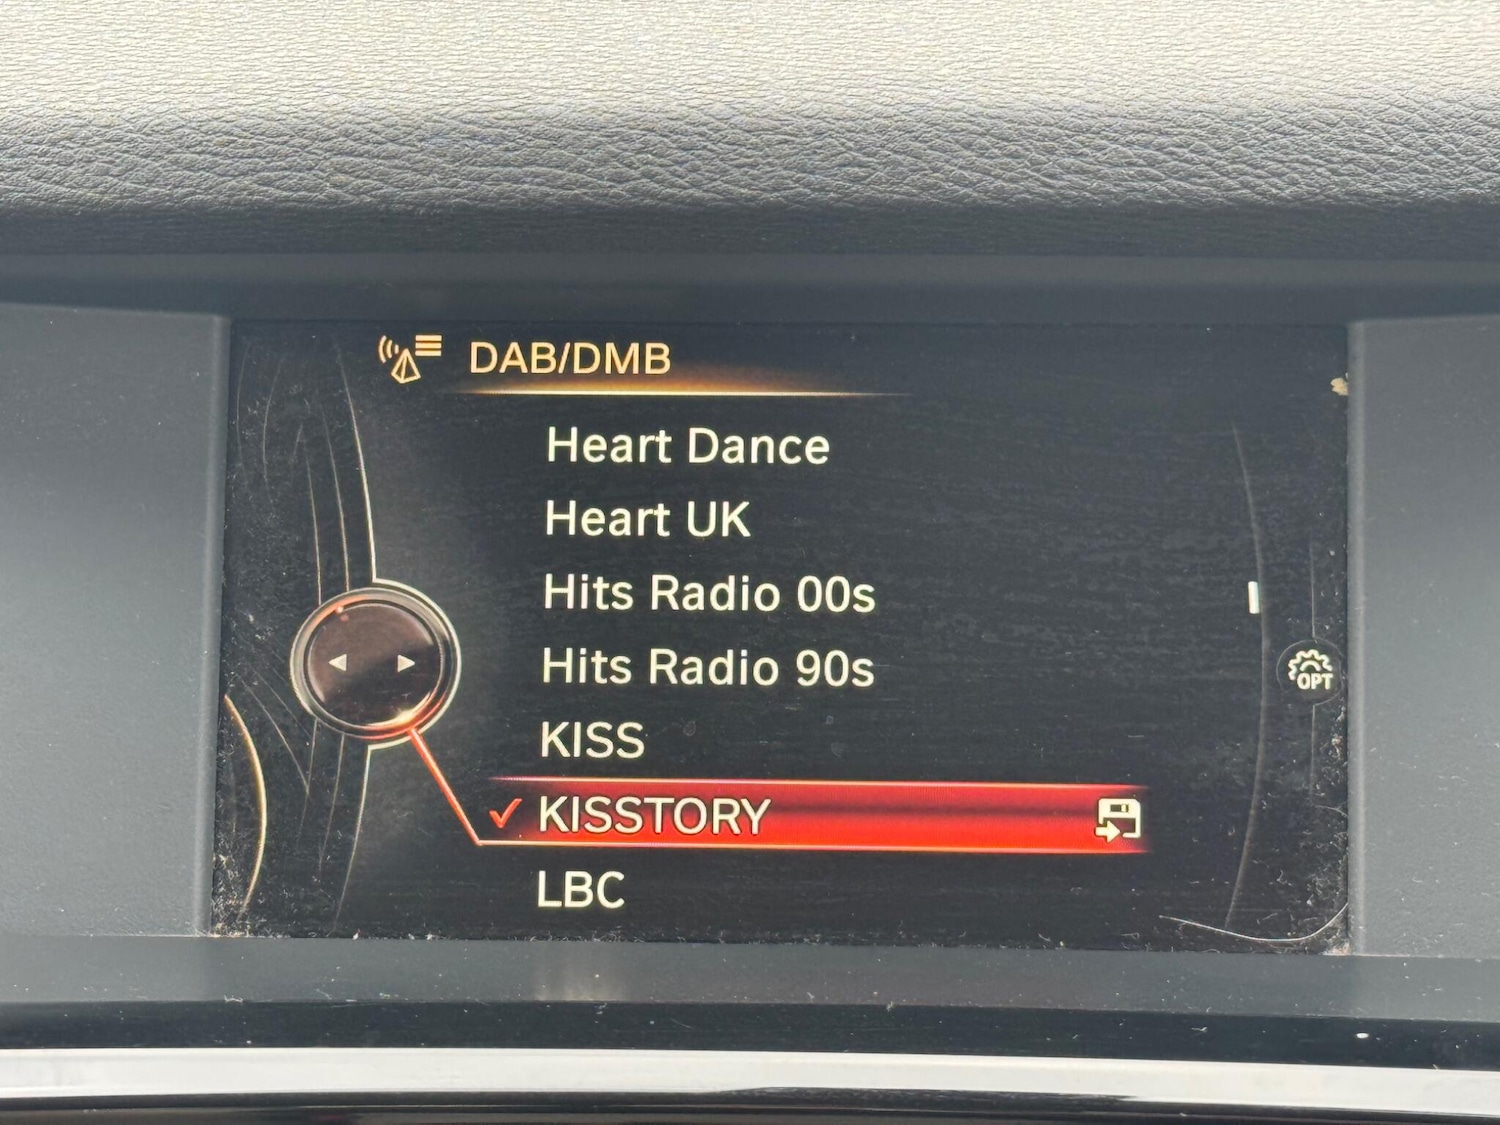 DAB/DMB
Heart Dance
Heart UK
Hits Radio 00s
Hits Radio 90s
OPT
KISS
KISSTORY
LBC